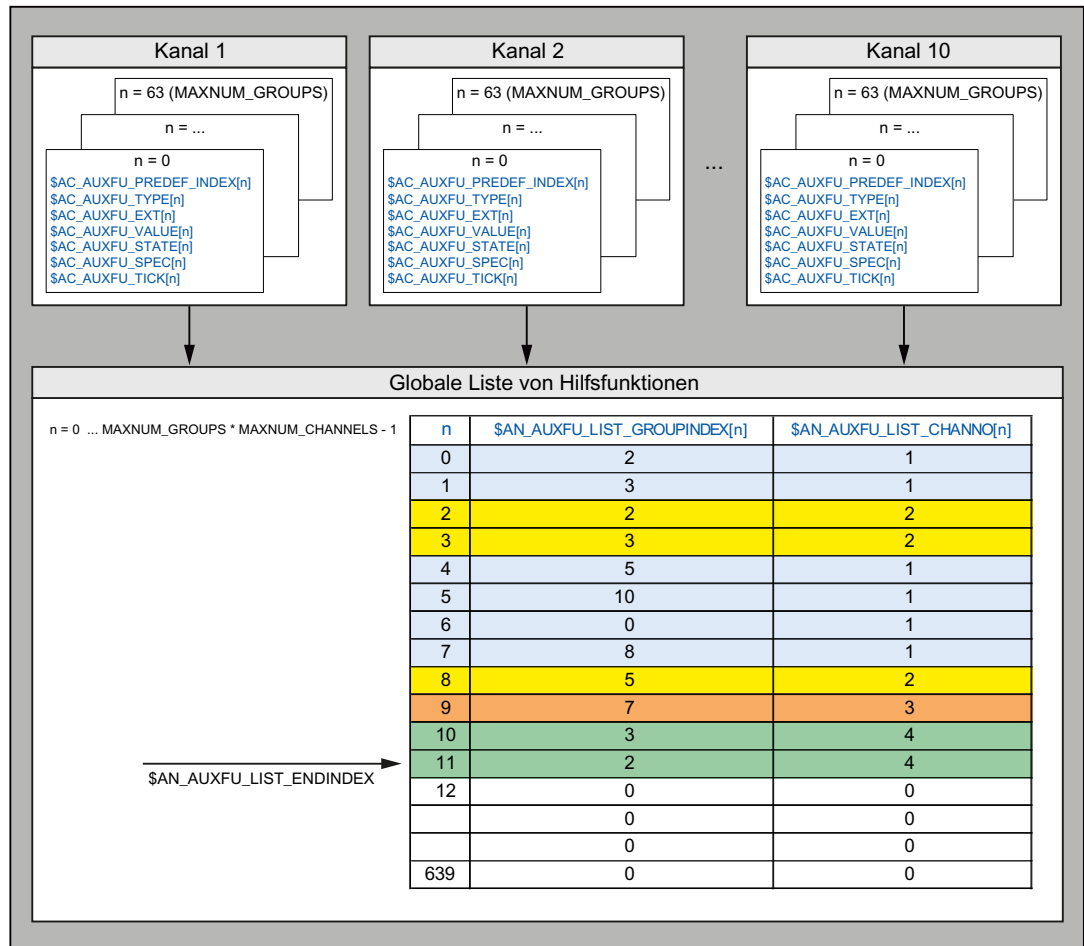 Kanal 1
n = 63 (MAXNUM_GROUPS)
n = ...
n = 0
$AC_AUXFU_PREDEF_INDEX[n]
$AC_AUXFU_TYPE[n]
$AC_AUXFU_EXT[n]
$AC_AUXFU_VALUE[n]
$AC_AUXFU_STATE[n]
$AC_AUXFU_SPEC[n]
$AC_AUXFU_TICK[n]
Kanal 2
n = 63 (MAXNUM_GROUPS)
n = ...
n = 0
$AC_AUXFU_PREDEF_INDEX[n]
$AC_AUXFU_TYPE[n]
$AC_AUXFU_EXT[n]
$AC_AUXFU_VALUE[n]
$AC_AUXFU_STATE[n]
$AC_AUXFU_SPEC[n]
$AC_AUXFU_TICK[n]
...
Kanal 10
n = 63 (MAXNUM_GROUPS)
n = ...
n = 0
$AC_AUXFU_PREDEF_INDEX[n]
$AC_AUXFU_TYPE[n]
$AC_AUXFU_EXT[n]
$AC_AUXFU_VALUE[n]
$AC_AUXFU_STATE[n]
$AC_AUXFU_SPEC[n]
$AC_AUXFU_TICK[n]
Globale Liste von Hilfsfunktionen
n = 0 ... MAXNUM_GROUPS * MAXNUM_CHANNELS - 1
n $AN_AUXFU_LIST_GROUPINDEX[n] $AN_AUXFU_LIST_CHANNO[n]
0 2 1
1 3 1
2 2 2
3 3 2
4 5 1
5 10 1
6 0 1
7 8 1
8 5 2
9 7 3
10 3 4
11 2 4
$AN_AUXFU_LIST_ENDINDEX
12 0 0
0 0
0 0
639 0 0